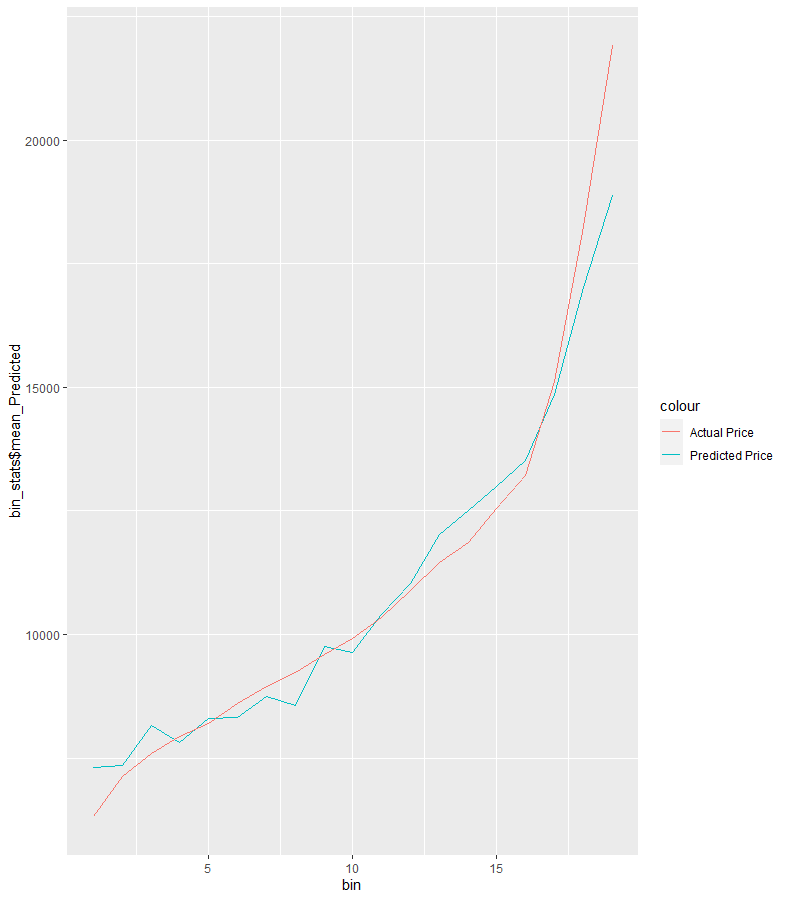 20000
15000
10000
bin_stats$mean_Predicted
5
10
15
bin
colour
Actual Price
Predicted Price